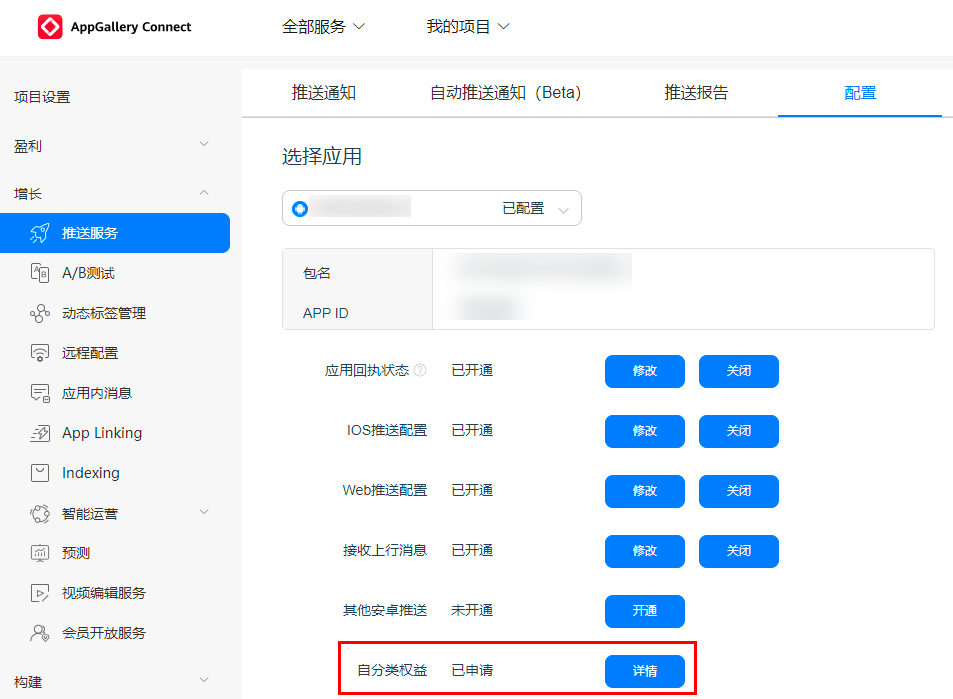 AppGallery Connect 全部服务 我的项目
项目设置
盈利
增长
推送服务
A/B测试
动态标签管理
远程配置
应用内消息
App Linking
Indexing
智能运营
预测
视频编辑服务
会员开放服务
构建
推送通知 自动推送通知（Beta） 推送报告 配置
选择应用
已配置
包名
APP ID
应用回执状态 已开通 修改 关闭
IOS推送配置 已开通 修改 关闭
Web推送配置 已开通 修改 关闭
接收上行消息 已开通 修改 关闭
其他安卓推送 未开通 开通
自分类权益 已申请 详情